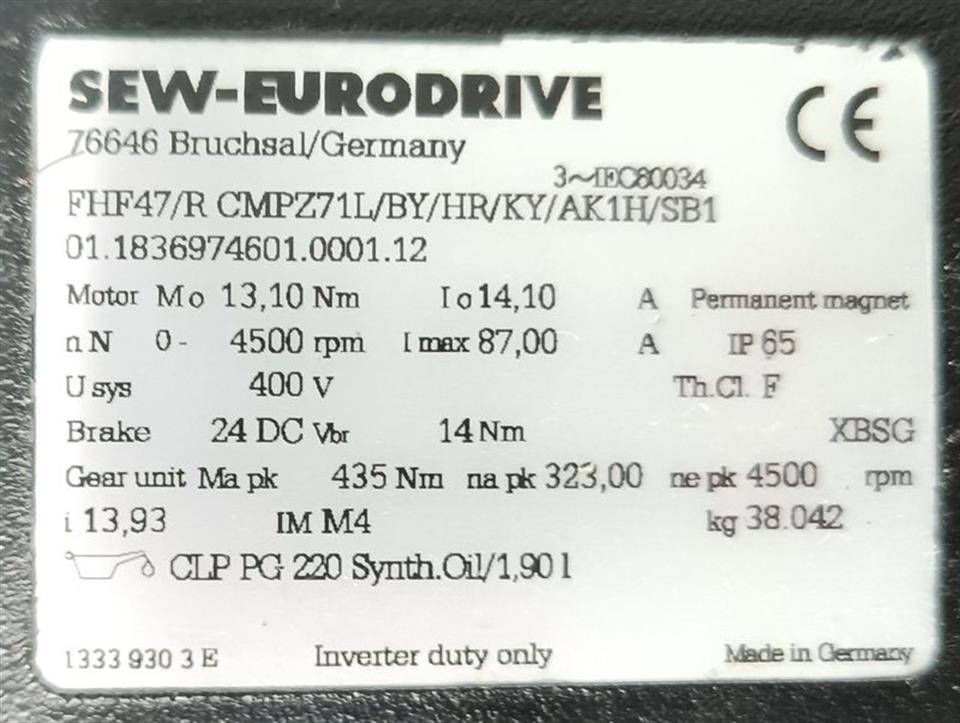 SEW-EURODRIVE
CE
76646 Bruchsal/Germany
3~IEC60034
FHF47/R CMPZ71L/BY/HR/KY/AK1H/SB1
01.1836974601.0001.12
Motor Mo 13,10 Nm Io 14,10 A Permanent magnet
nN 0- 4500 rpm Imax 87,00 A IP 65
Usys 400 V Th.Cl. F
Brake 24 DC Vbr 14 Nm XBSG
Gear unit Ma pk 435 Nm na pk 323,00 ne pk 4500 rpm
i 13,93 IM M4 kg 38.042
CLP PG 220 Synth.Oil/1,90 l
1333 930 3 E Inverter duty only Made in Germany